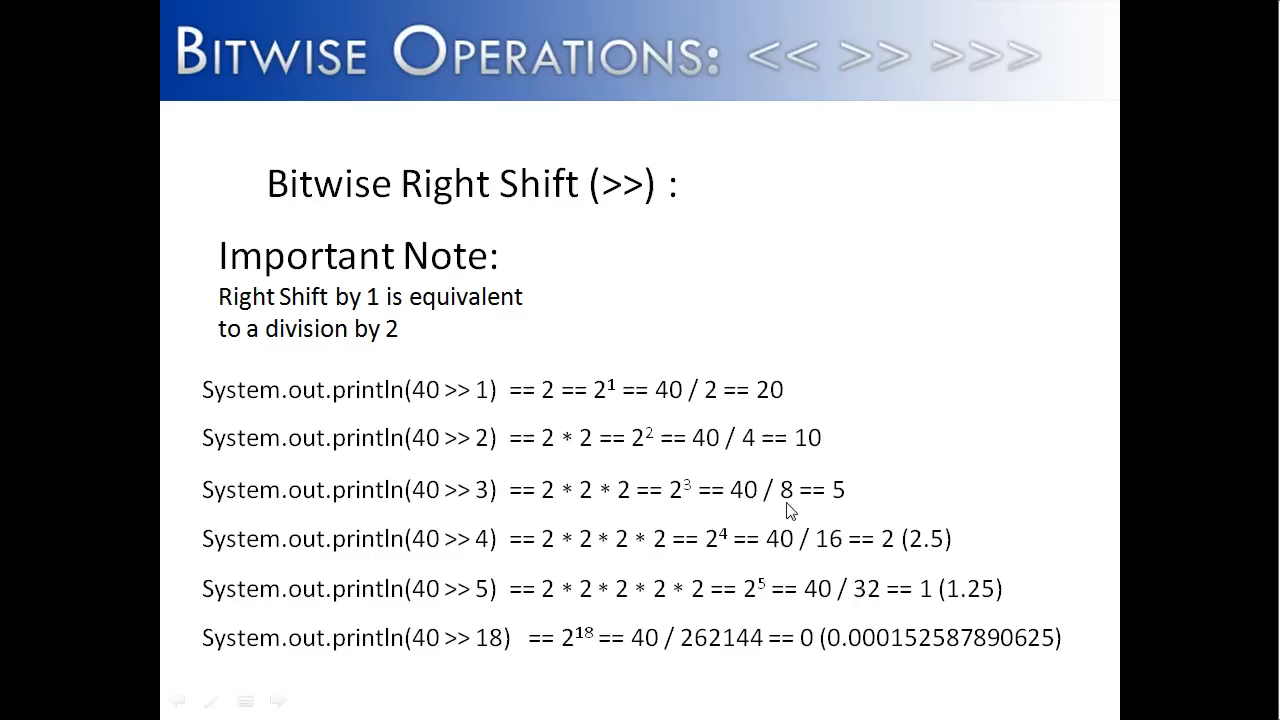 BITWISE OPERATIONS: << >> >>>
Bitwise Right Shift (>>) :
Important Note:
Right Shift by 1 is equivalent
to a division by 2
System.out.println(40 >> 1) == 2 == 2¹ == 40 / 2 == 20
System.out.println(40 >> 2) == 2 * 2 == 2² == 40 / 4 == 10
System.out.println(40 >> 3) == 2 * 2 * 2 == 2³ == 40 / 8 == 5
System.out.println(40 >> 4) == 2 * 2 * 2 * 2 == 2⁴ == 40 / 16 == 2 (2.5)
System.out.println(40 >> 5) == 2 * 2 * 2 * 2 * 2 == 2⁵ == 40 / 32 == 1 (1.25)
System.out.println(40 >> 18) == 2¹⁸ == 40 / 262144 == 0 (0.000152587890625)